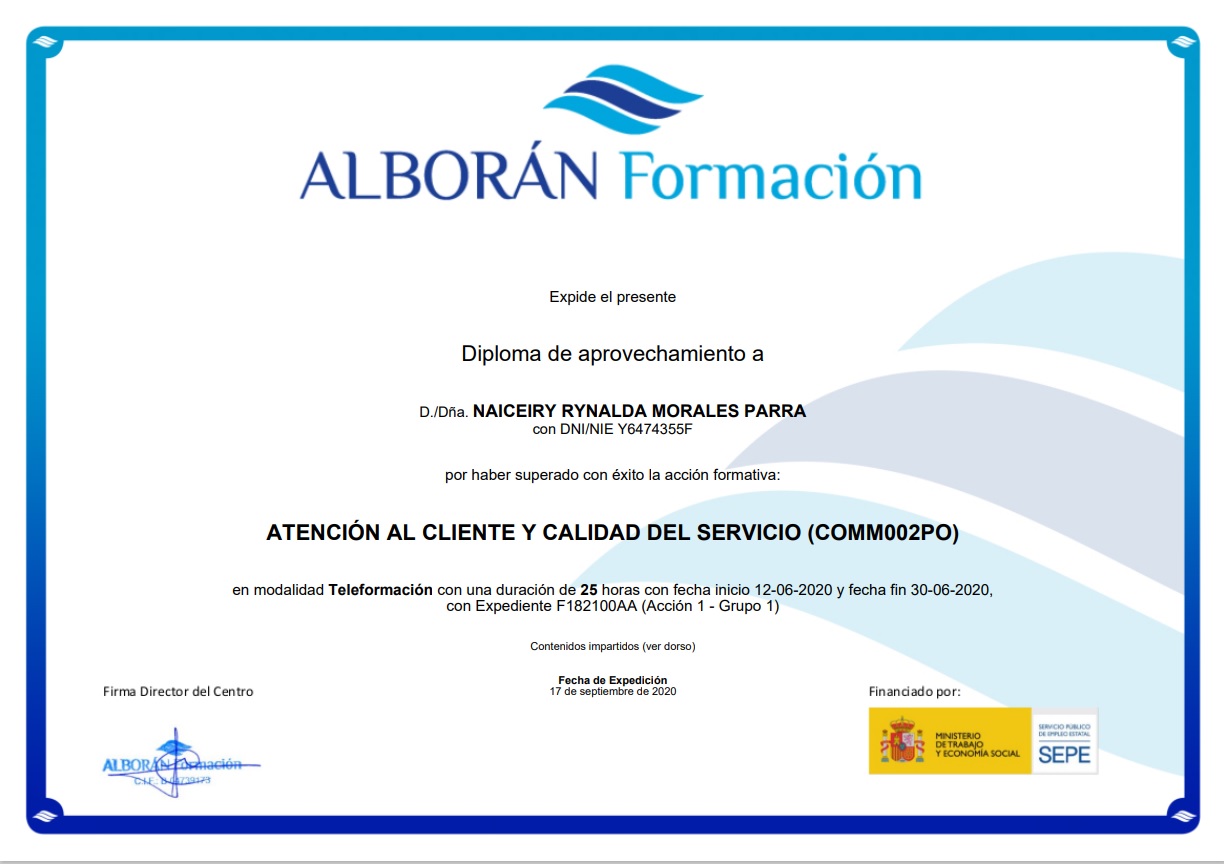 ALBORÁN Formación
Expide el presente
Diploma de aprovechamiento a
D./Dña. NAICEIRY RYNALDA MORALES PARRA
con DNI/NIE Y6474355F
por haber superado con éxito la acción formativa:
ATENCIÓN AL CLIENTE Y CALIDAD DEL SERVICIO (COMM002PO)
en modalidad Teleformación con una duración de 25 horas con fecha inicio 12-06-2020 y fecha fin 30-06-2020,
con Expediente F182100AA (Acción 1 - Grupo 1)
Contenidos impartidos (ver dorso)
Fecha de Expedición
17 de septiembre de 2020
Firma Director del Centro
ALBORÁN Formación
C.I.F.:
Financiado por:
MINISTERIO
DE TRABAJO
Y ECONOMÍA SOCIAL
SERVICIO PÚBLICO
DE EMPLEO ESTATAL
SEPE